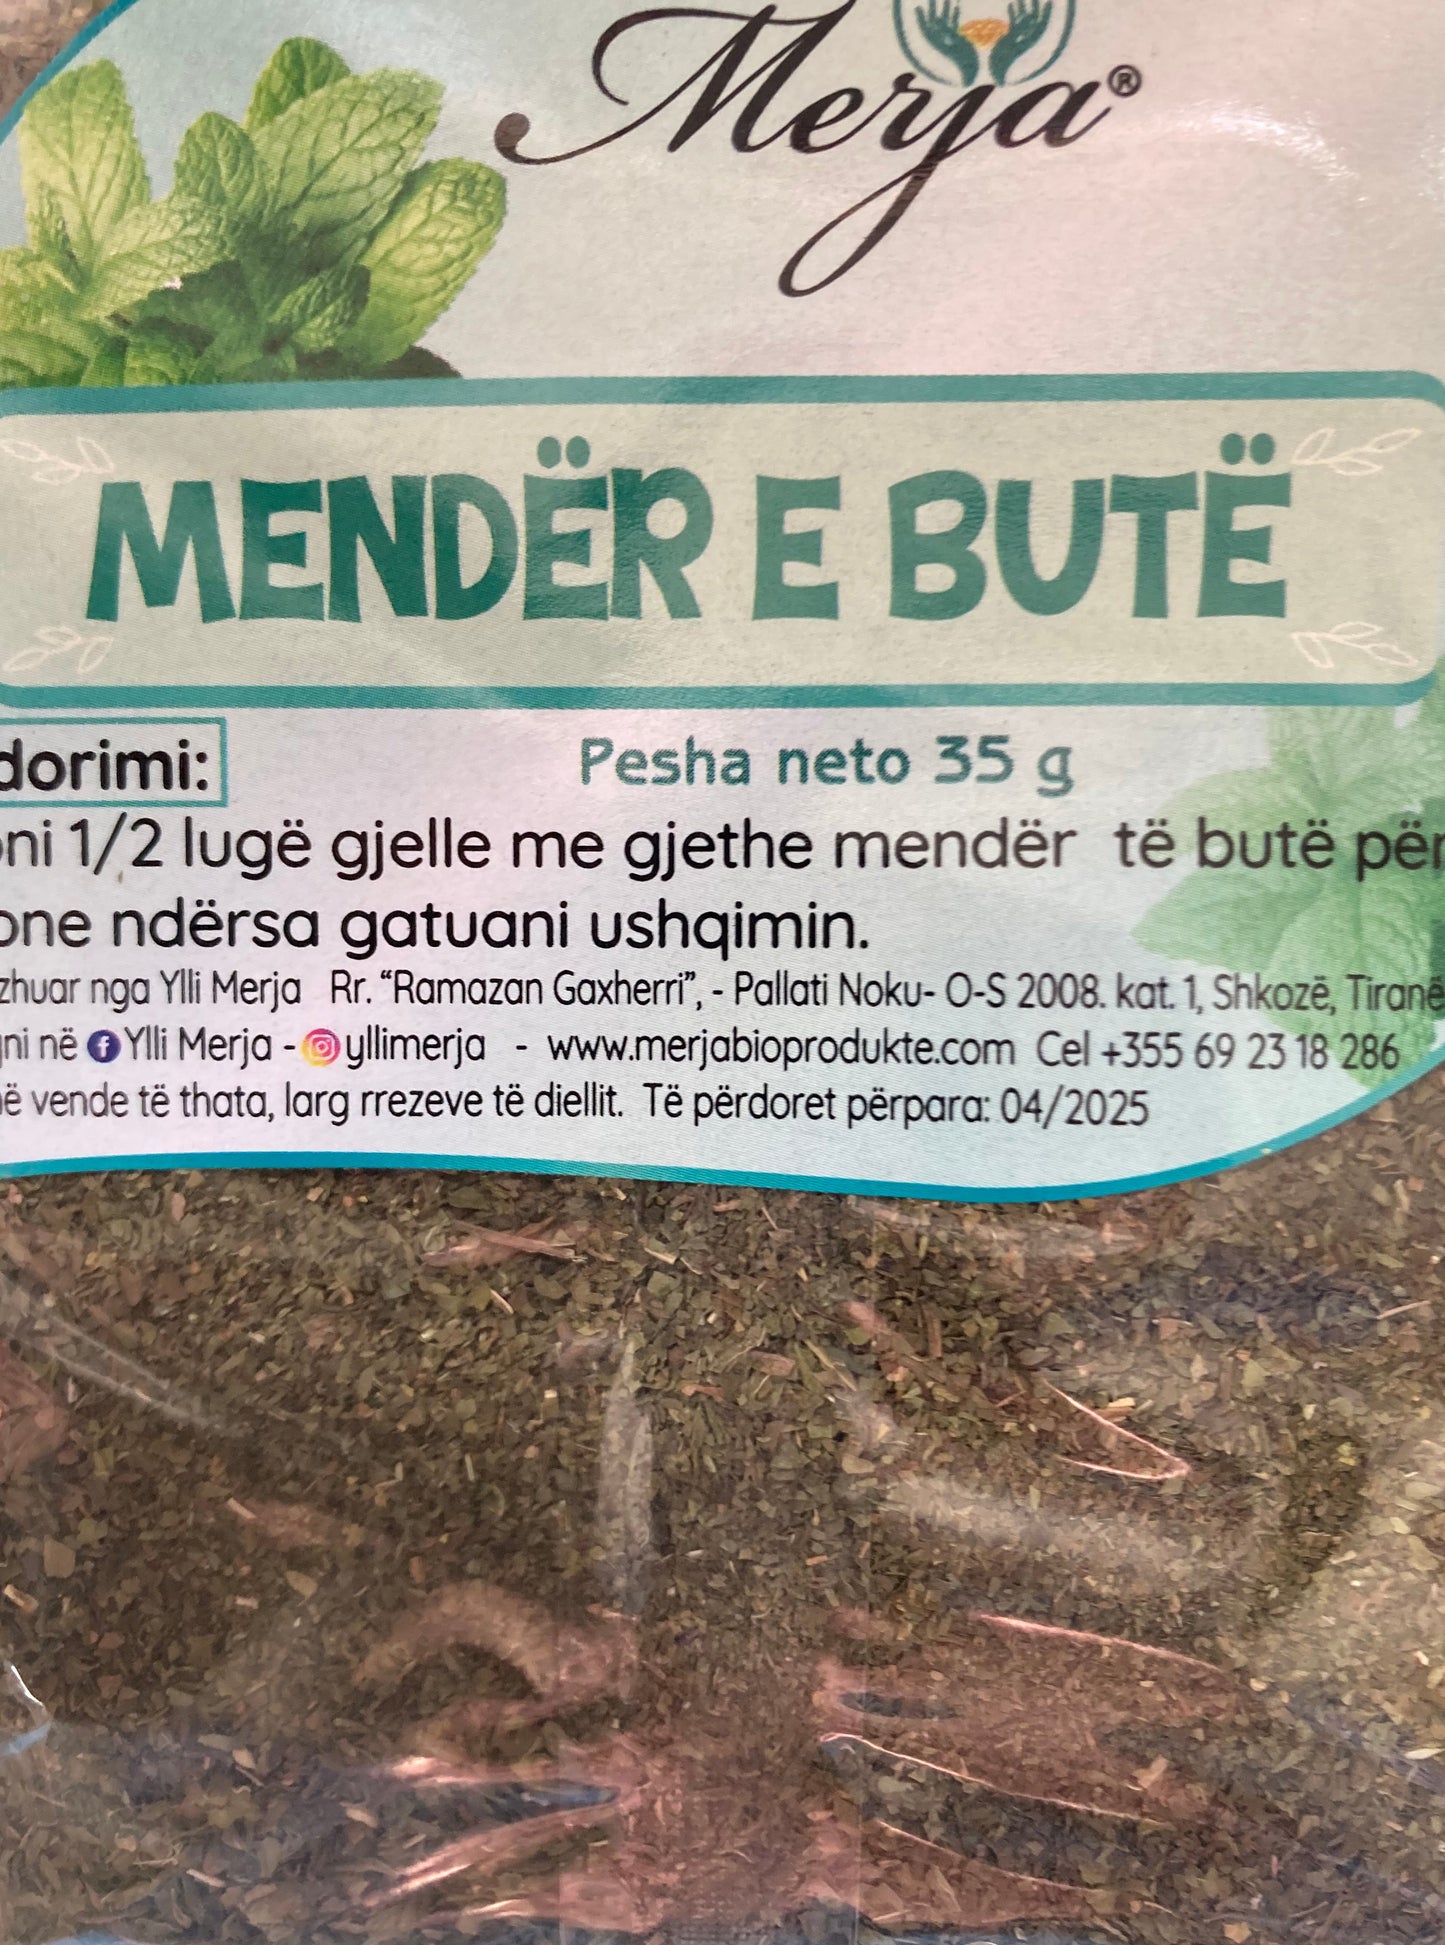 Merja®
MENDËR E BUTË
dorimi:
Pesha neto 35 g
ni 1/2 lugë gjelle me gjethe mendër të butë për
one ndërsa gatuani ushqimin.
zhuar nga Ylli Merja Rr. “Ramazan Gaxherri”, - Pallati Noku- O-S 2008. kat. 1, Shkozë, Tiranë
ni në Ylli Merja - yllimerja - www.merjabioprodukte.com Cel +355 69 23 18 286
ë vende të thata, larg rrezeve të diellit. Të përdoret përpara: 04/2025